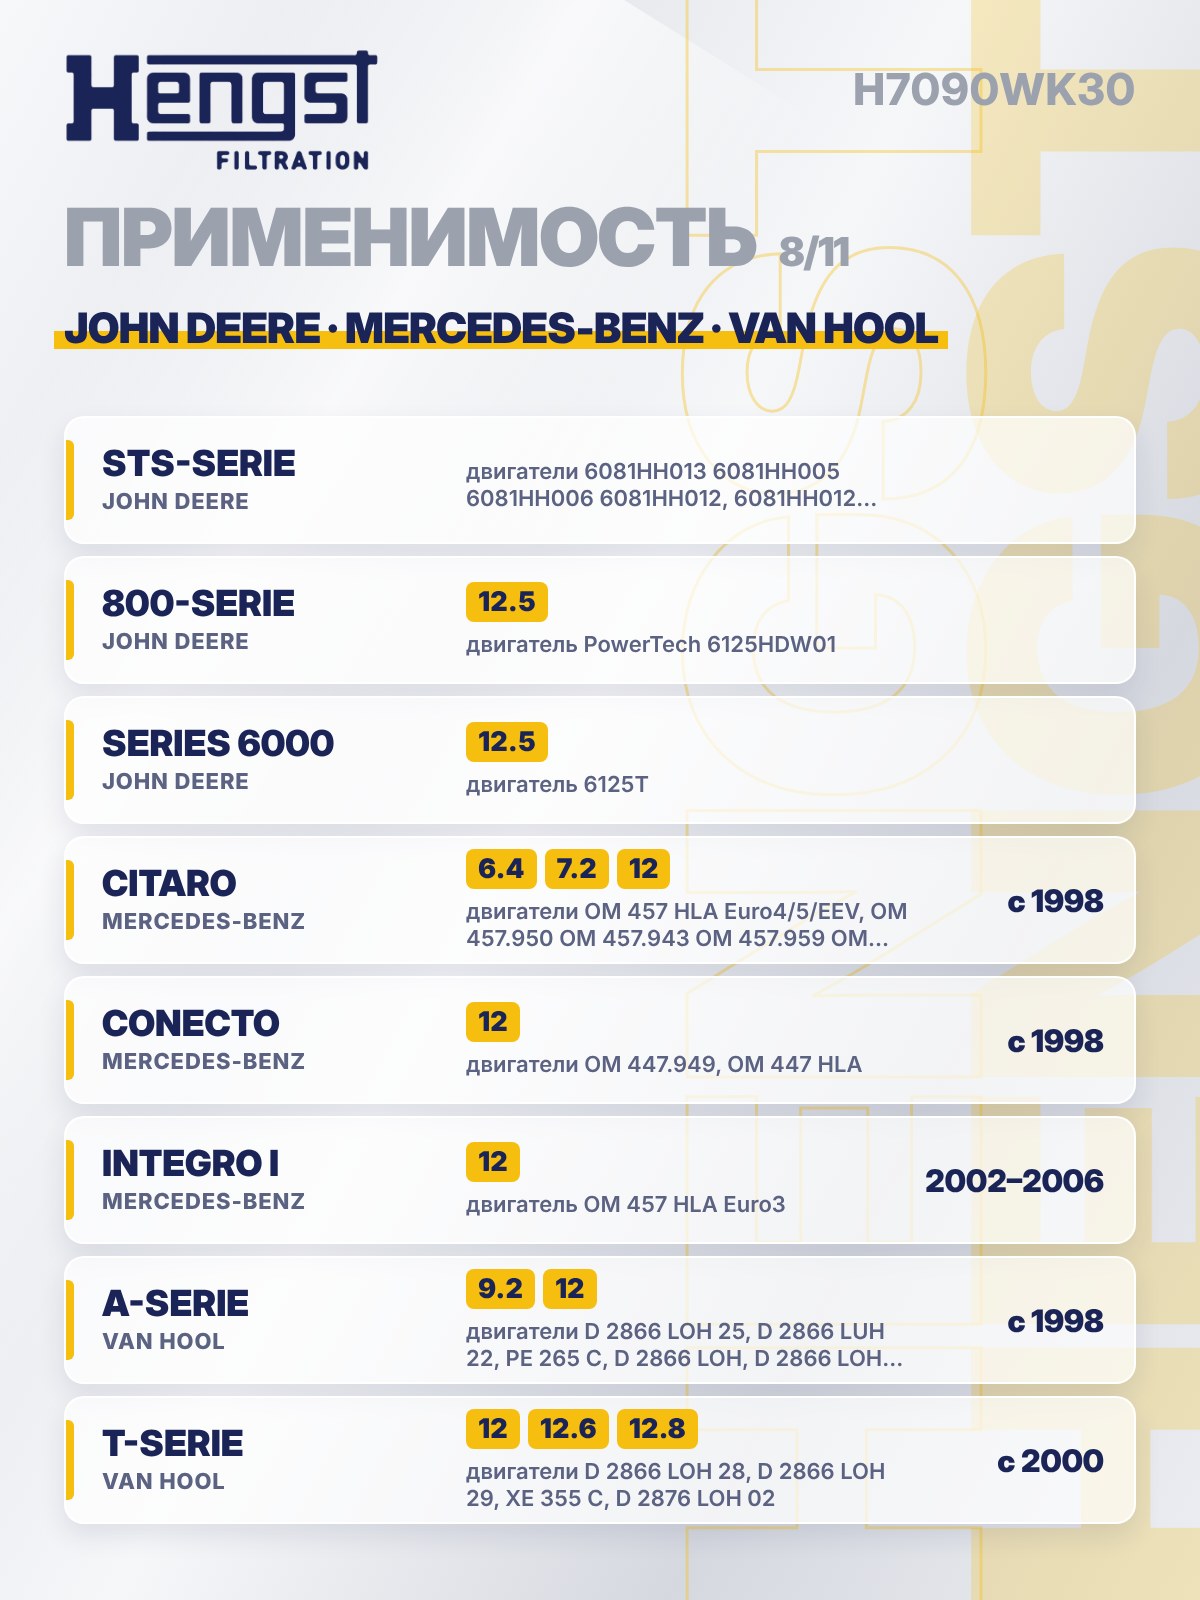 Hengst
FILTRATION
H7090WK30
ПРИМЕНИМОСТЬ 8/11
JOHN DEERE · MERCEDES-BENZ · VAN HOOL
STS-SERIE
JOHN DEERE
двигатели 6081HH013 6081HH005
6081HH006 6081HH012, 6081HH012...
800-SERIE
JOHN DEERE
12.5
двигатель PowerTech 6125HDW01
SERIES 6000
JOHN DEERE
12.5
двигатель 6125T
CITARO
MERCEDES-BENZ
6.4 7.2 12
двигатели OM 457 HLA Euro4/5/EEV, OM
457.950 OM 457.943 OM 457.959 OM...
с 1998
CONECTO
MERCEDES-BENZ
12
двигатели OM 447.949, OM 447 HLA
с 1998
INTEGRO I
MERCEDES-BENZ
12
двигатель OM 457 HLA Euro3
2002–2006
A-SERIE
VAN HOOL
9.2 12
двигатели D 2866 LOH 25, D 2866 LUH
22, PE 265 C, D 2866 LOH, D 2866 LOH...
с 1998
T-SERIE
VAN HOOL
12 12.6 12.8
двигатели D 2866 LOH 28, D 2866 LOH
29, XE 355 C, D 2876 LOH 02
с 2000
HENGST